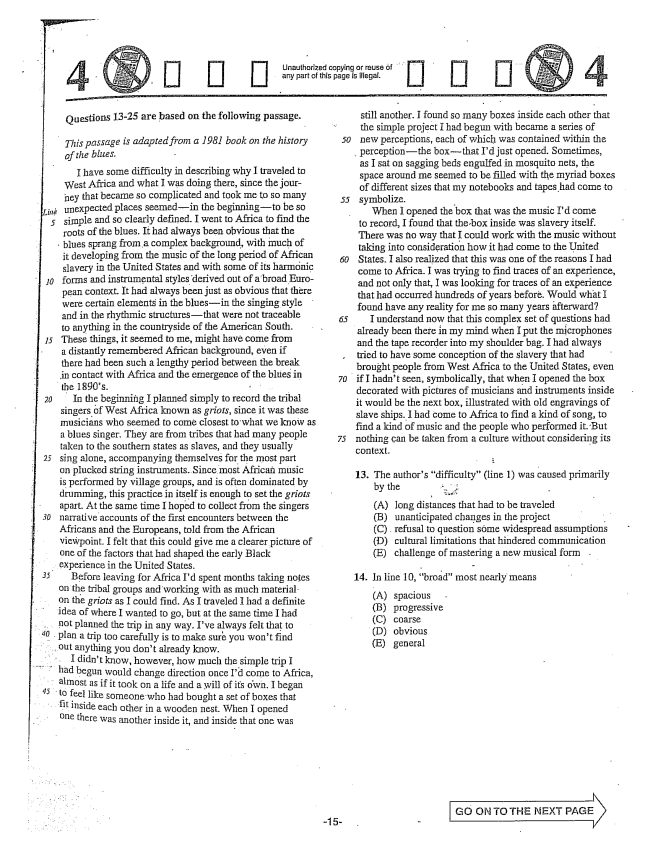 4
Unauthorized copying or reuse of
any part of this page is illegal.
4
Questions 13-25 are based on the following passage.
This passage is adapted from a 1981 book on the history
of the blues.
I have some difficulty in describing why I traveled to
West Africa and what I was doing there, since the jour-
ney that became so complicated and took me to so many
Line unexpected places seemed—in the beginning—to be so
5 simple and so clearly defined. I went to Africa to find the
roots of the blues. It had always been obvious that the
blues sprang from a complex background, with much of
it developing from the music of the long period of African
slavery in the United States and with some of its harmonic
10 forms and instrumental styles derived out of a broad Euro-
pean context. It had always been just as obvious that there
were certain elements in the blues—in the singing style
and in the rhythmic structures—that were not traceable
to anything in the countryside of the American South.
15 These things, it seemed to me, might have come from
a distantly remembered African background, even if
there had been such a lengthy period between the break
in contact with Africa and the emergence of the blues in
the 1890's.
20 In the beginning I planned simply to record the tribal
singers of West Africa known as griots, since it was these
musicians who seemed to come closest to what we know as
a blues singer. They are from tribes that had many people
taken to the southern states as slaves, and they usually
25 sing alone, accompanying themselves for the most part
on plucked string instruments. Since most African music
is performed by village groups, and is often dominated by
drumming, this practice in itself is enough to set the griots
apart. At the same time I hoped to collect from the singers
30 narrative accounts of the first encounters between the
Africans and the Europeans, told from the African
viewpoint. I felt that this could give me a clearer picture of
one of the factors that had shaped the early Black
experience in the United States.
35 Before leaving for Africa I'd spent months taking notes
on the tribal groups and working with as much material
on the griots as I could find. As I traveled I had a definite
idea of where I wanted to go, but at the same time I had
not planned the trip in any way. I've always felt that to
40 plan a trip too carefully is to make sure you won't find
out anything you don't already know.
I didn't know, however, how much the simple trip I
had begun would change direction once I'd come to Africa,
almost as if it took on a life and a will of its own. I began
45 to feel like someone who had bought a set of boxes that
fit inside each other in a wooden nest. When I opened
one there was another inside it, and inside that one was
still another. I found so many boxes inside each other that
the simple project I had begun with became a series of
50 new perceptions, each of which was contained within the
perception—the box—that I'd just opened. Sometimes,
as I sat on sagging beds engulfed in mosquito nets, the
space around me seemed to be filled with the myriad boxes
of different sizes that my notebooks and tapes had come to
55 symbolize.
When I opened the box that was the music I'd come
to record, I found that the box inside was slavery itself.
There was no way that I could work with the music without
taking into consideration how it had come to the United
60 States. I also realized that this was one of the reasons I had
come to Africa. I was trying to find traces of an experience,
and not only that, I was looking for traces of an experience
that had occurred hundreds of years before. Would what I
found have any reality for me so many years afterward?
65 I understand now that this complex set of questions had
already been there in my mind when I put the microphones
and the tape recorder into my shoulder bag. I had always
tried to have some conception of the slavery that had
brought people from West Africa to the United States, even
70 if I hadn't seen, symbolically, that when I opened the box
decorated with pictures of musicians and instruments inside
it would be the next box, illustrated with old engravings of
slave ships. I had come to Africa to find a kind of song, to
find a kind of music and the people who performed it. But
75 nothing can be taken from a culture without considering its
context.
13. The author's "difficulty" (line 1) was caused primarily
by the
(A) long distances that had to be traveled
(B) unanticipated changes in the project
(C) refusal to question some widespread assumptions
(D) cultural limitations that hindered communication
(E) challenge of mastering a new musical form
14. In line 10, "broad" most nearly means
(A) spacious
(B) progressive
(C) coarse
(D) obvious
(E) general
-15-
GO ON TO THE NEXT PAGE